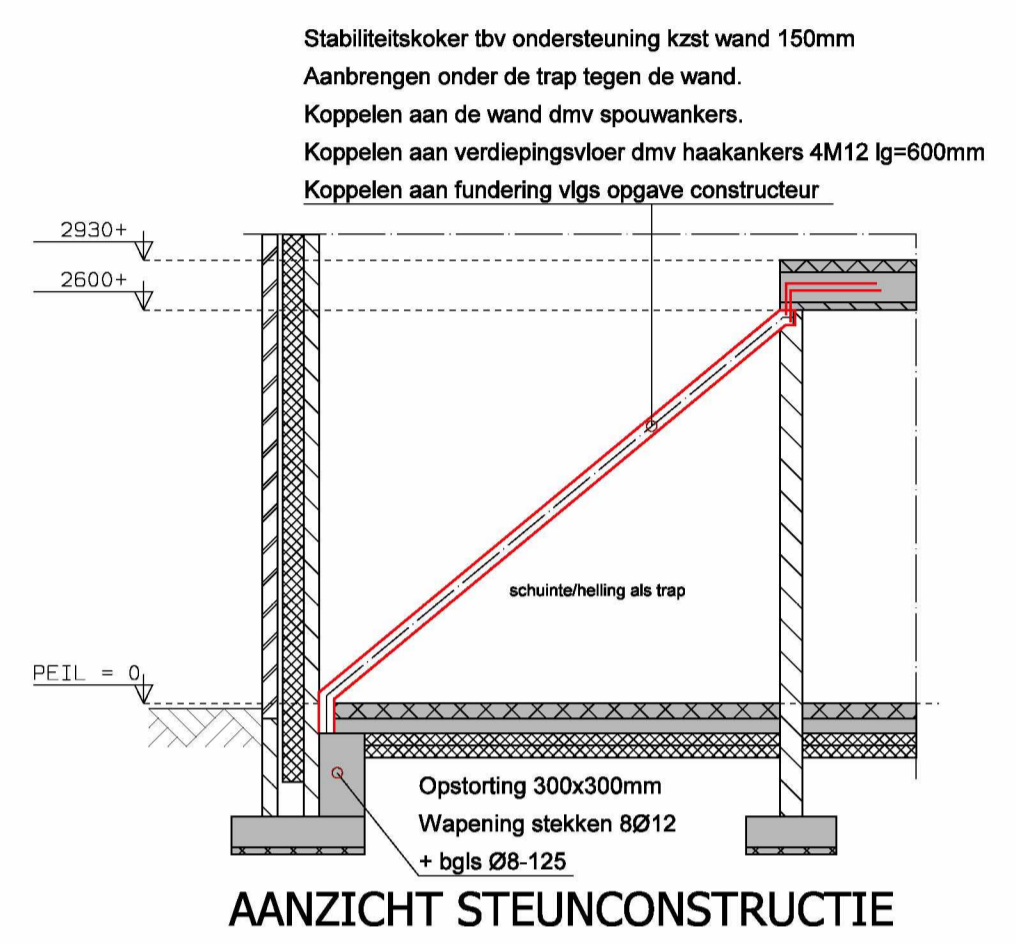 Stabiliteitskoker tbv ondersteuning kzst wand 150mm
Aanbrengen onder de trap tegen de wand.
Koppelen aan de wand dmv spouwankers.
Koppelen aan verdiepingsvloer dmv haakankers 4M12 lg=600mm
Koppelen aan fundering vlgs opgave constructeur
2930+
2600+
schuinte/helling als trap
PEIL = 0
Opstorting 300x300mm
Wapening stekken 8Ø12
+ bgls Ø8-125
AANZICHT STEUNCONSTRUCTIE